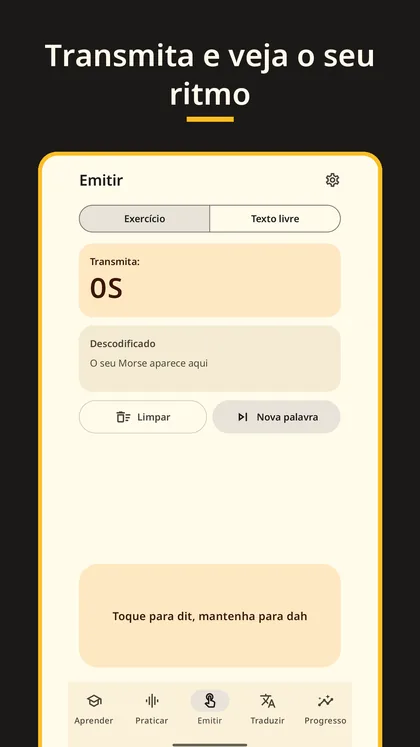 Transmita e veja o seu
ritmo
Emitir
Exercício
Texto livre
Transmita:
OS
Descodificado
O seu Morse aparece aqui
Limpar
Nova palavra
Toque para dit, mantenha para dah
Aprender
Praticar
Emitir
Traduzir
Progresso